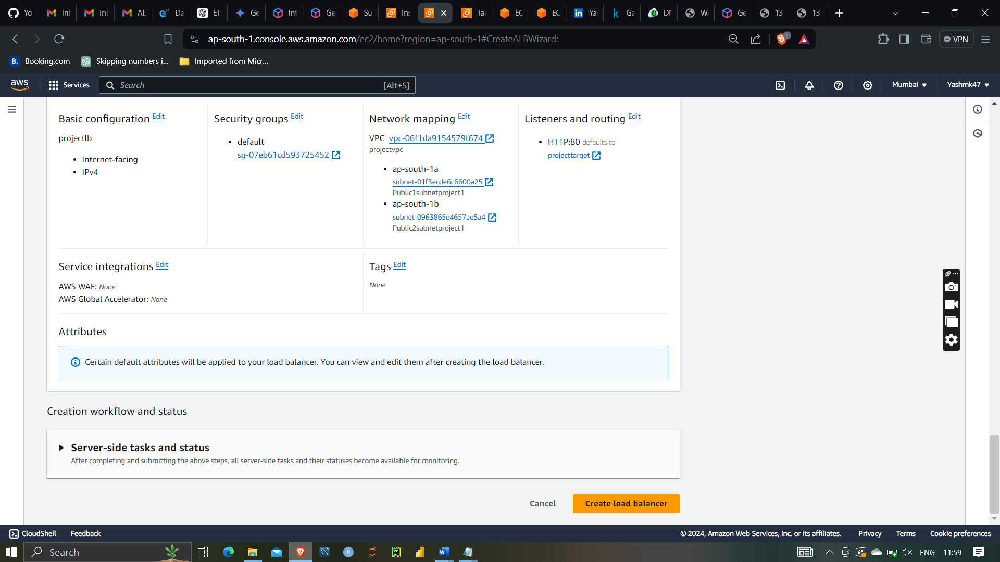 Yo
Inb
Inb
AL
Da
ETL
Ge
Int
Ge
Su
Ins
Tar
EC
EC
Ya
Ga
DN
We
Ge
13
13
ap-south-1.console.aws.amazon.com/ec2/home?region=ap-south-1#CreateALBWizard:
1
VPN
B. Booking.com
Skipping numbers i...
Imported from Micr...
aws
Services
Search
[Alt+S]
Mumbai
Yashmk47
Basic configuration Edit
projectlb
Internet-facing
IPv4
Security groups Edit
default
sg-07eb61cd593725452
Network mapping Edit
VPC vpc-06f1da9154579f674
projectvpc
ap-south-1a
subnet-01f3ecde6c6600a25
Public1subnetproject1
ap-south-1b
subnet-0963865e4657ae5a4
Public2subnetproject1
Listeners and routing Edit
HTTP:80 defaults to
projecttarget
Service integrations Edit
AWS WAF: None
AWS Global Accelerator: None
Tags Edit
None
Attributes
Certain default attributes will be applied to your load balancer. You can view and edit them after creating the load balancer.
Creation workflow and status
Server-side tasks and status
After completing and submitting the above steps, all server-side tasks and their statuses become available for monitoring.
Cancel
Create load balancer
CloudShell
Feedback
© 2024, Amazon Web Services, Inc. or its affiliates.
Privacy
Terms
Cookie preferences
Search
ENG
11:59